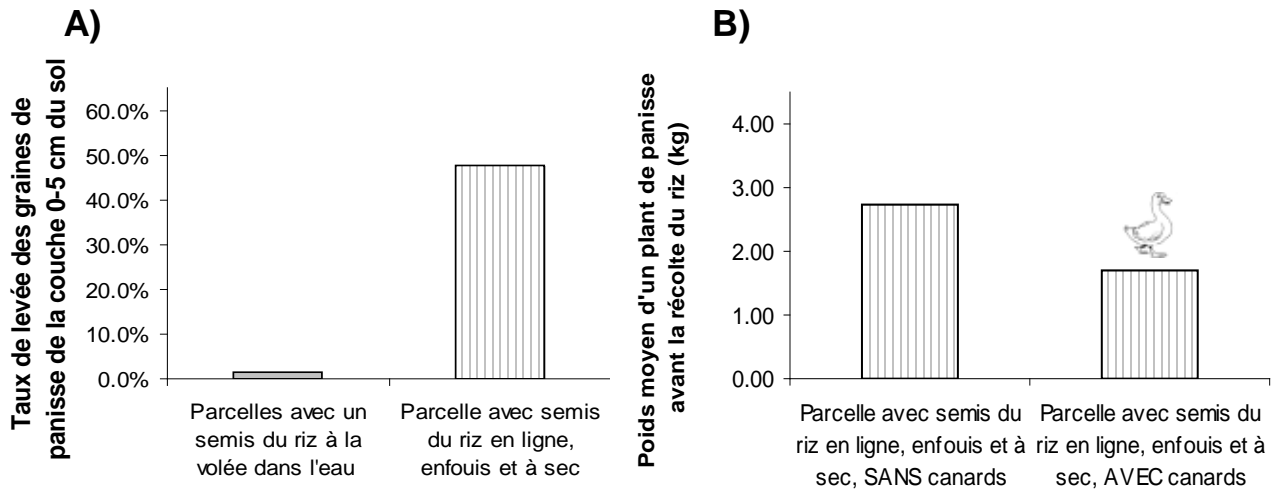 A)
Taux de levée des graines de
panisse de la couche 0-5 cm du sol
60.0%
50.0%
40.0%
30.0%
20.0%
10.0%
0.0%
Parcelles avec un
semis du riz à la
volée dans l'eau
Parcelle avec semis
du riz en ligne,
enfouis et à sec
B)
Poids moyen d'un plant de panisse
avant la récolte du riz (kg)
4.00
3.00
2.00
1.00
0.00
Parcelle avec semis du
riz en ligne, enfouis et à
sec, SANS canards
Parcelle avec semis du
riz en ligne, enfouis et à
sec, AVEC canards